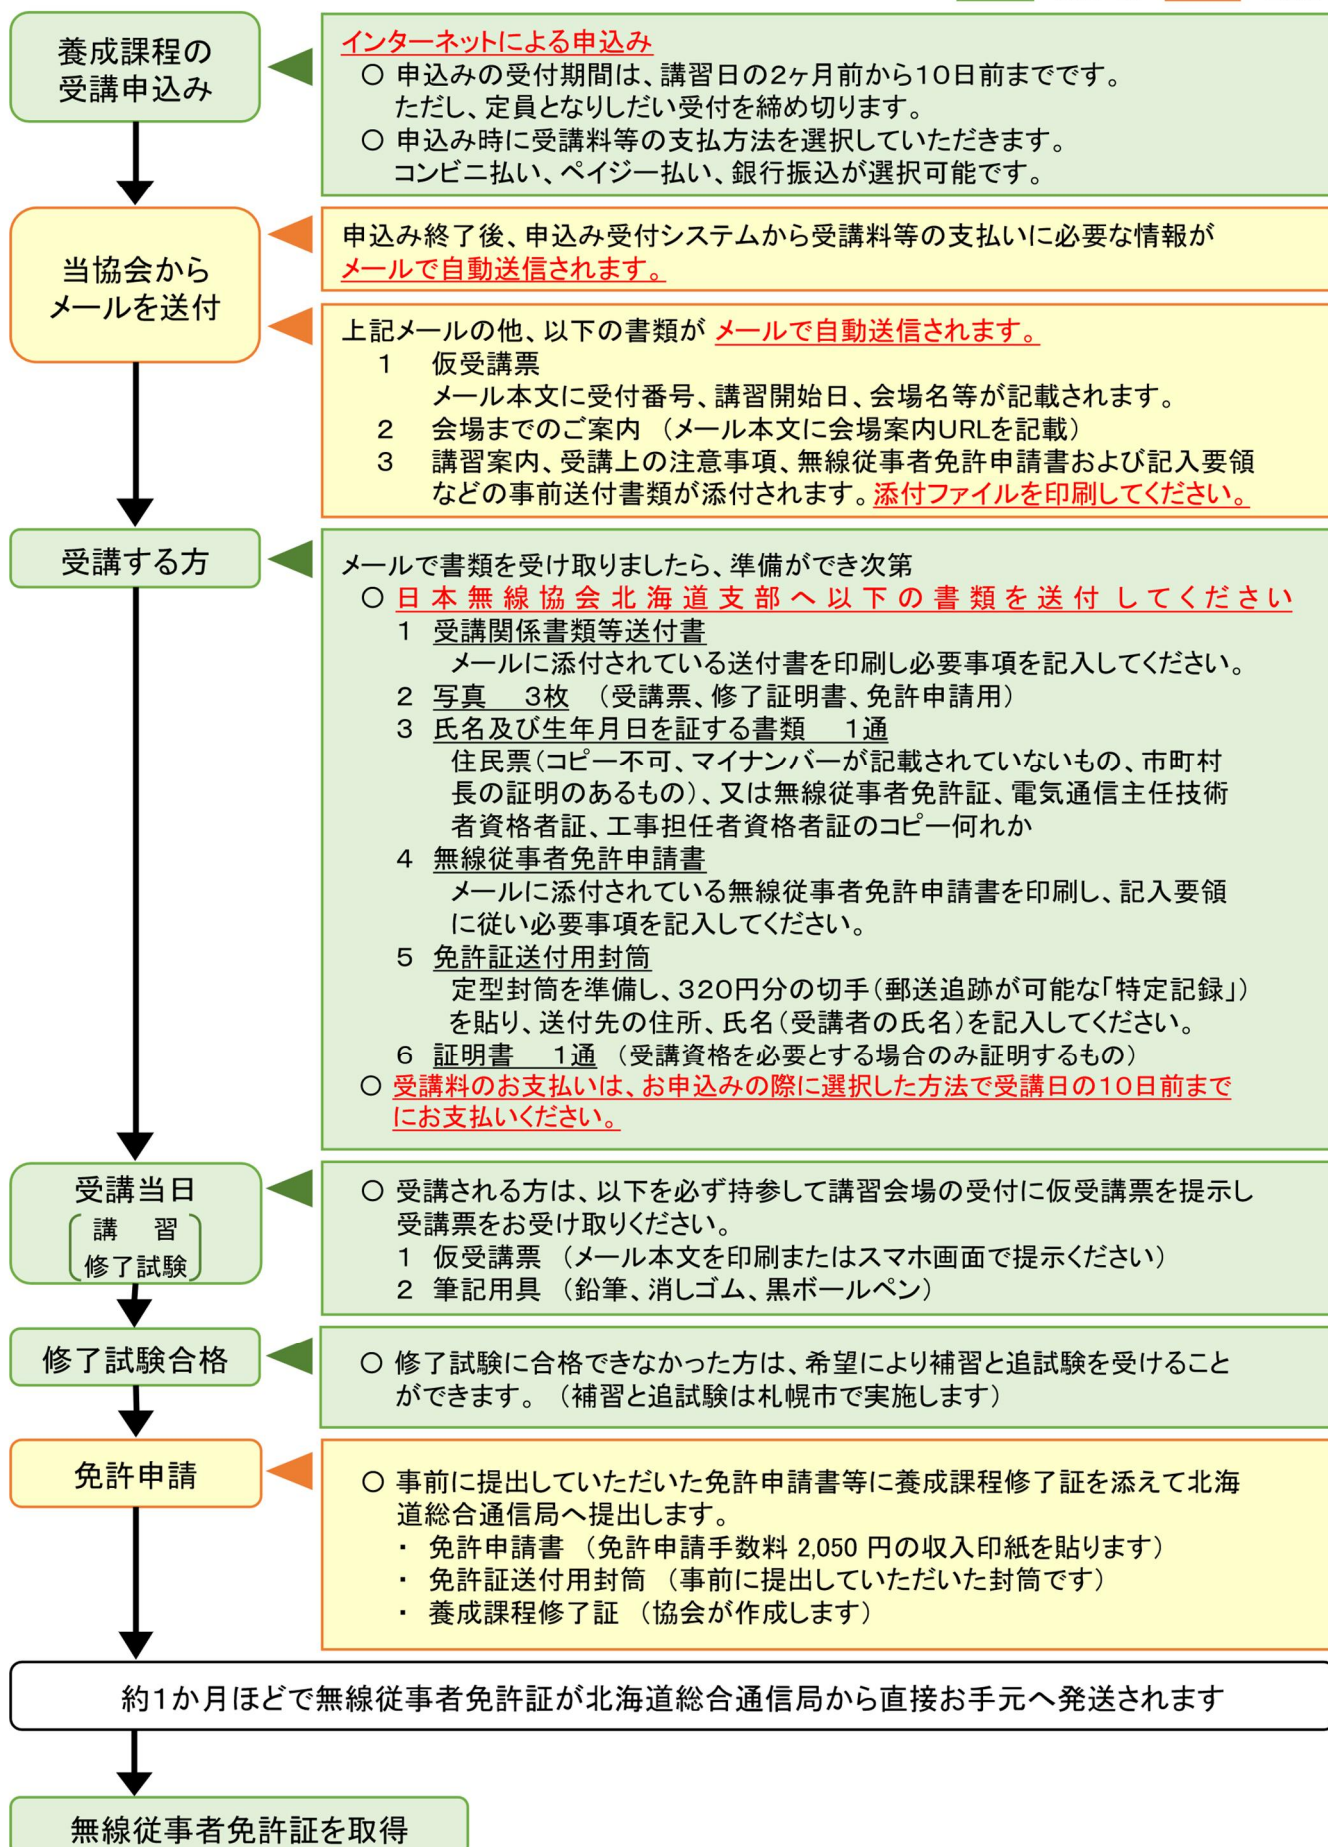 養成課程の
受講申込み
インターネットによる申込み
○ 申込みの受付期間は、講習日の2ヶ月前から10日前までです。
ただし、定員となりしだい受付を締め切ります。
○ 申込み時に受講料等の支払方法を選択していただきます。
コンビニ払い、ペイジー払い、銀行振込が選択可能です。
当協会から
メールを送付
申込み終了後、申込み受付システムから受講料等の支払いに必要な情報が
メールで自動送信されます。
上記メールの他、以下の書類が メールで自動送信されます。
1 仮受講票
メール本文に受付番号、講習開始日、会場名等が記載されます。
2 会場までのご案内 (メール本文に会場案内URLを記載)
3 講習案内、受講上の注意事項、無線従事者免許申請書および記入要領
などの事前送付書類が添付されます。添付ファイルを印刷してください。
受講する方
メールで書類を受け取りましたら、準備ができ次第
○ 日本無線協会北海道支部へ以下の書類を送付してください
1 受講関係書類等送付書
メールに添付されている送付書を印刷し必要事項を記入してください。
2 写真 3枚 (受講票、修了証明書、免許申請用)
3 氏名及び生年月日を証する書類 1通
住民票(コピー不可、マイナンバーが記載されていないもの、市町村
長の証明のあるもの)、又は無線従事者免許証、電気通信主任技術
者資格者証、工事担任者資格者証のコピー何れか
4 無線従事者免許申請書
メールに添付されている無線従事者免許申請書を印刷し、記入要領
に従い必要事項を記入してください。
5 免許証送付用封筒
定型封筒を準備し、320円分の切手(郵送追跡が可能な「特定記録」)
を貼り、送付先の住所、氏名(受講者の氏名)を記入してください。
6 証明書 1通 (受講資格を必要とする場合のみ証明するもの)
○ 受講料のお支払いは、お申込みの際に選択した方法で受講日の10日前まで
にお支払いください。
受講当日
講 習
修了試験
○ 受講される方は、以下を必ず持参して講習会場の受付に仮受講票を提示し
受講票をお受け取りください。
1 仮受講票 (メール本文を印刷またはスマホ画面で提示ください)
2 筆記用具 (鉛筆、消しゴム、黒ボールペン)
修了試験合格
○ 修了試験に合格できなかった方は、希望により補習と追試験を受けること
ができます。 (補習と追試験は札幌市で実施します)
免許申請
○ 事前に提出していただいた免許申請書等に養成課程修了証を添えて北海
道総合通信局へ提出します。
・ 免許申請書 (免許申請手数料 2,050 円の収入印紙を貼ります)
・ 免許証送付用封筒 (事前に提出していただいた封筒です)
・ 養成課程修了証 (協会が作成します)
約1か月ほどで無線従事者免許証が北海道総合通信局から直接お手元へ発送されます
無線従事者免許証を取得